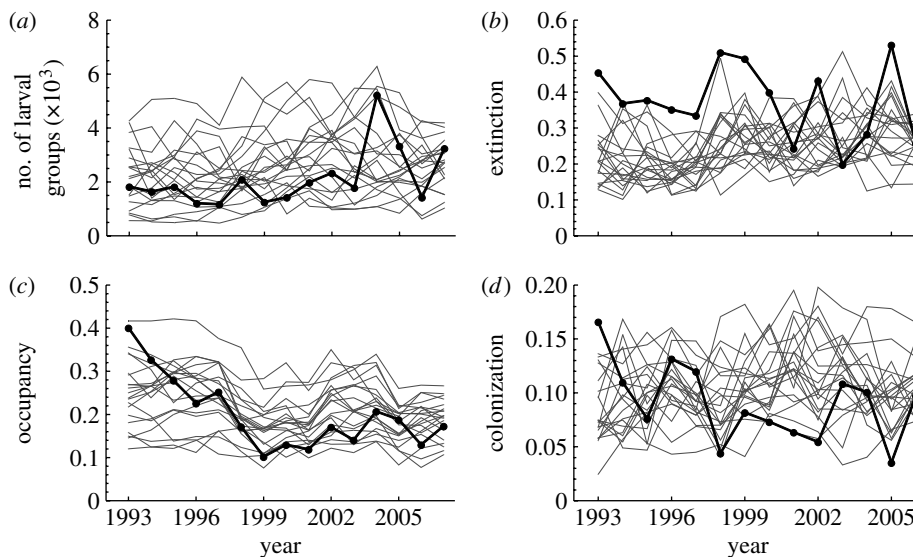 (a)
8
6
4
2
0
no. of larval
groups (×10³)
(b)
0.6
0.5
0.4
0.3
0.2
0.1
0
extinction
(c)
0.5
0.4
0.3
0.2
0.1
0
occupancy
1993 1996 1999 2002 2005
year
(d)
0.20
0.15
0.10
0.05
0
colonization
1993 1996 1999 2002 2005
year